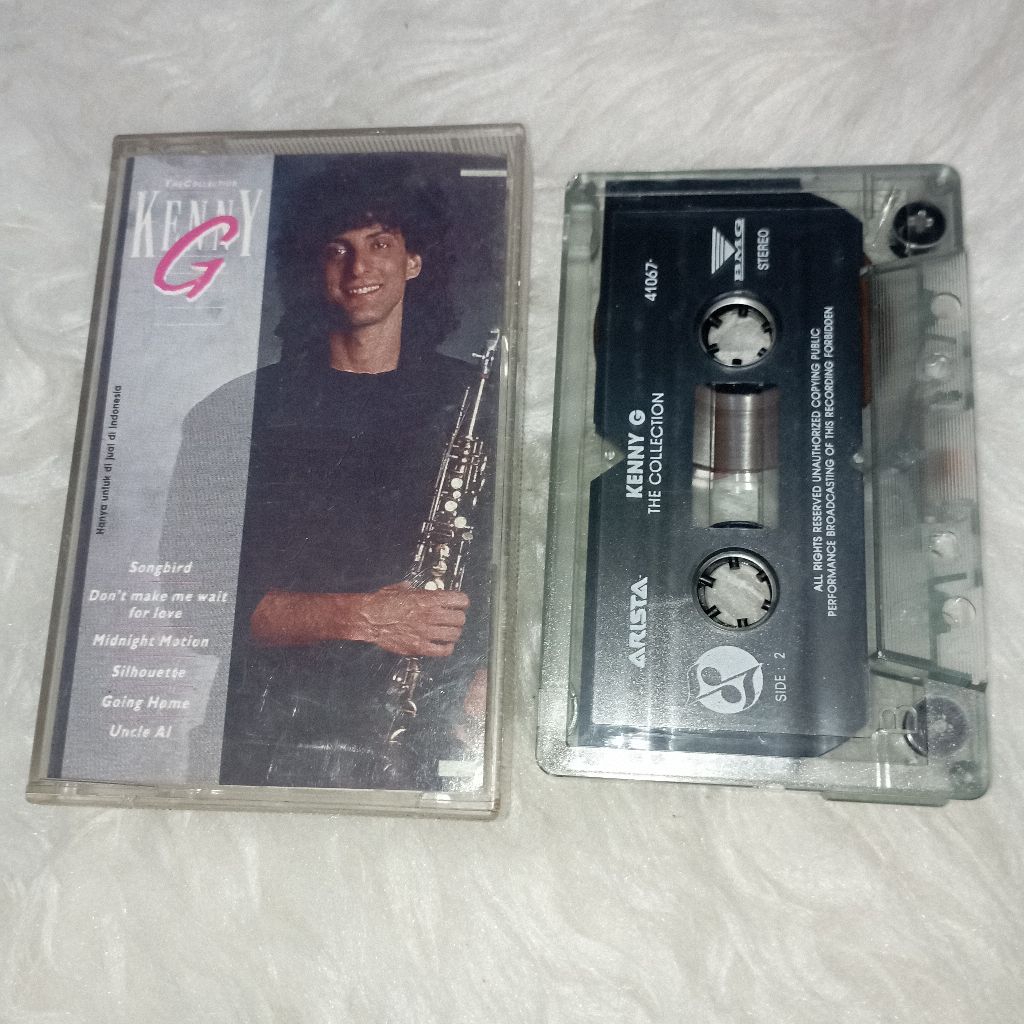 THE COLLECTION
KENNY
G
Hanya untuk di jual di Indonesia
Songbird
Don't make me wait
for love
Midnight Motion
Silhouette
Going Home
Uncle Al
BMG
STEREO
41067
KENNY G
THE COLLECTION
ARISTA
SIDE 2
ALL RIGHTS RESERVED UNAUTHORIZED COPYING PUBLIC
PERFORMANCE BROADCASTING OF THIS RECORDING FORBIDDEN